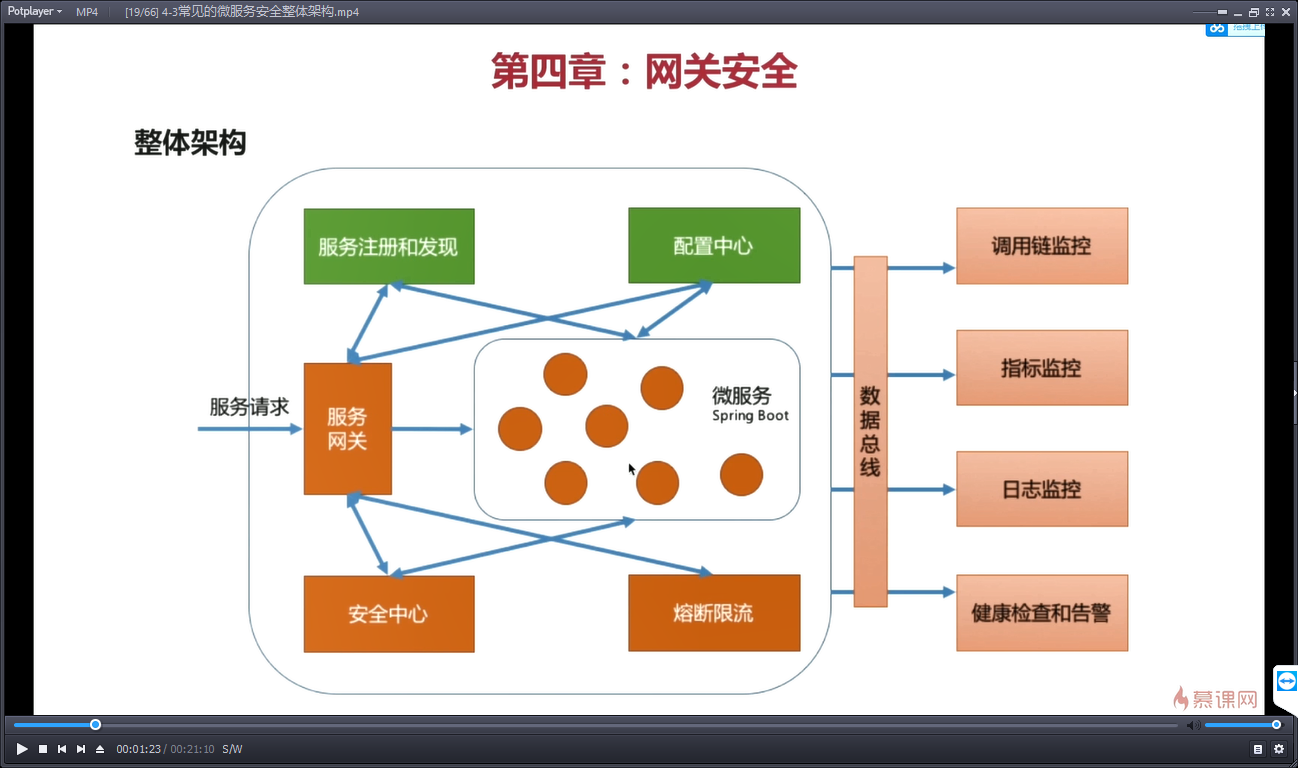 Potplayer
MP4
[19/66] 4-3常见的微服务安全整体架构.mp4
第四章：网关安全
整体架构
服务注册和发现
配置中心
调用链监控
指标监控
服务请求
服务
网关
微服务
Spring Boot
数
据
总
线
日志监控
安全中心
熔断限流
健康检查和告警
慕课网
00:01:23 / 00:21:10 S/W